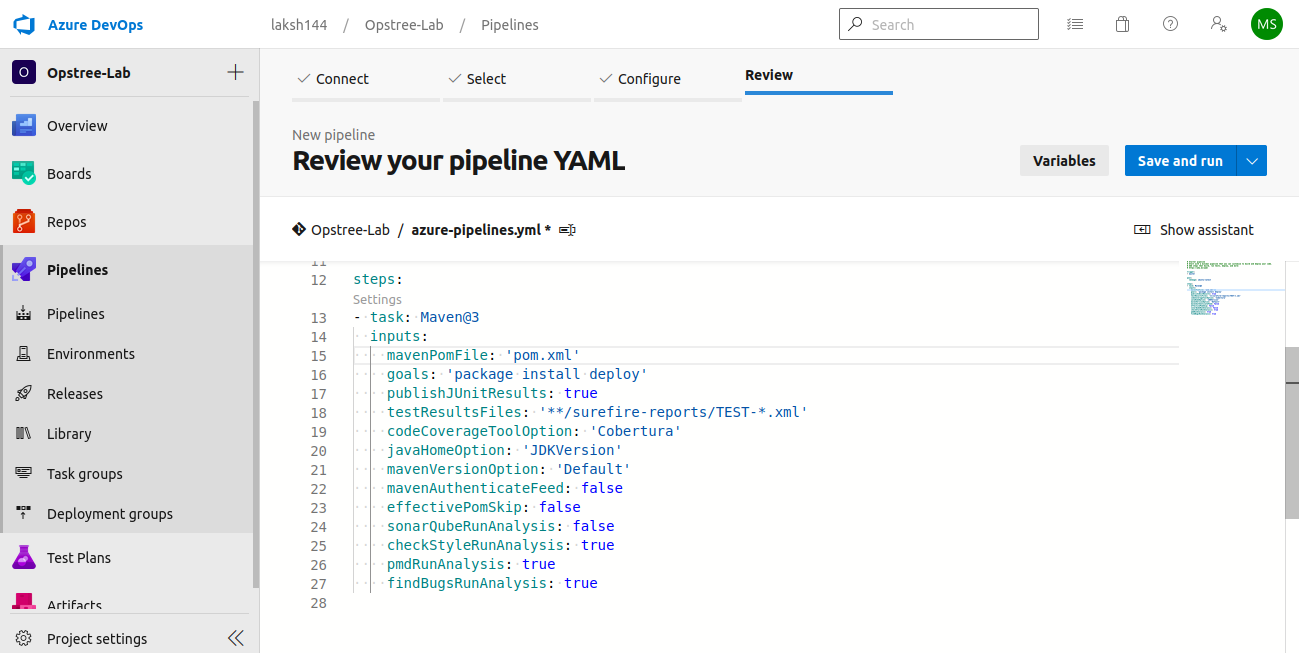 Azure DevOps
laksh144 / Opstree-Lab / Pipelines
Search
MS
O Opstree-Lab
Overview
Boards
Repos
Pipelines
Pipelines
Environments
Releases
Library
Task groups
Deployment groups
Test Plans
Artifacts
Project settings
Connect
Select
Configure
Review
New pipeline
Review your pipeline YAML
Variables
Save and run
Opstree-Lab / azure-pipelines.yml *
Show assistant
11
12 steps:
Settings
13 - task: Maven@3
14 inputs:
15 mavenPomFile: 'pom.xml'
16 goals: 'package install deploy'
17 publishJUnitResults: true
18 testResultsFiles: '**/surefire-reports/TEST-*.xml'
19 codeCoverageToolOption: 'Cobertura'
20 javaHomeOption: 'JDKVersion'
21 mavenVersionOption: 'Default'
22 mavenAuthenticateFeed: false
23 effectivePomSkip: false
24 sonarQubeRunAnalysis: false
25 checkStyleRunAnalysis: true
26 pmdRunAnalysis: true
27 findBugsRunAnalysis: true
28